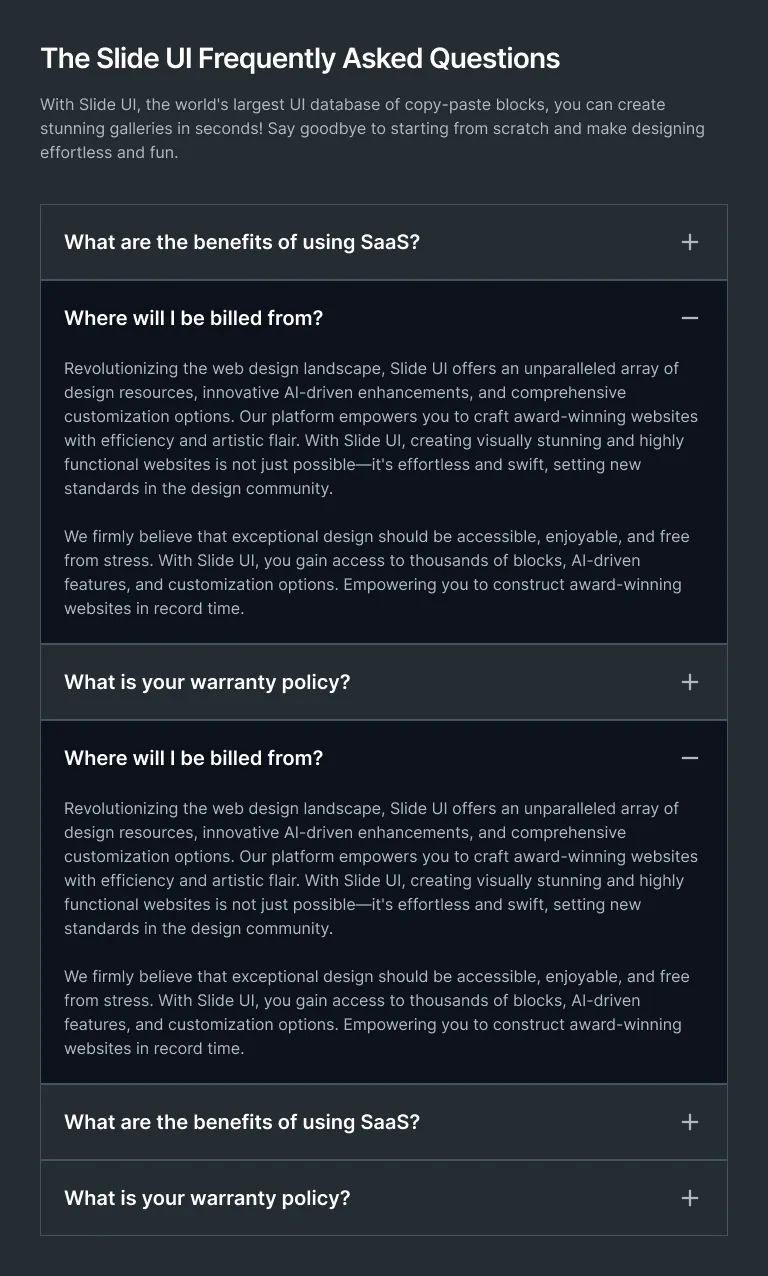 The Slide UI Frequently Asked Questions
With Slide UI, the world's largest UI database of copy-paste blocks, you can create
stunning galleries in seconds! Say goodbye to starting from scratch and make designing
effortless and fun.
What are the benefits of using SaaS?
Where will I be billed from?
Revolutionizing the web design landscape, Slide UI offers an unparalleled array of
design resources, innovative AI-driven enhancements, and comprehensive
customization options. Our platform empowers you to craft award-winning websites
with efficiency and artistic flair. With Slide UI, creating visually stunning and highly
functional websites is not just possible—it's effortless and swift, setting new
standards in the design community.
We firmly believe that exceptional design should be accessible, enjoyable, and free
from stress. With Slide UI, you gain access to thousands of blocks, AI-driven
features, and customization options. Empowering you to construct award-winning
websites in record time.
What is your warranty policy?
Where will I be billed from?
Revolutionizing the web design landscape, Slide UI offers an unparalleled array of
design resources, innovative AI-driven enhancements, and comprehensive
customization options. Our platform empowers you to craft award-winning websites
with efficiency and artistic flair. With Slide UI, creating visually stunning and highly
functional websites is not just possible—it's effortless and swift, setting new
standards in the design community.
We firmly believe that exceptional design should be accessible, enjoyable, and free
from stress. With Slide UI, you gain access to thousands of blocks, AI-driven
features, and customization options. Empowering you to construct award-winning
websites in record time.
What are the benefits of using SaaS?
What is your warranty policy?